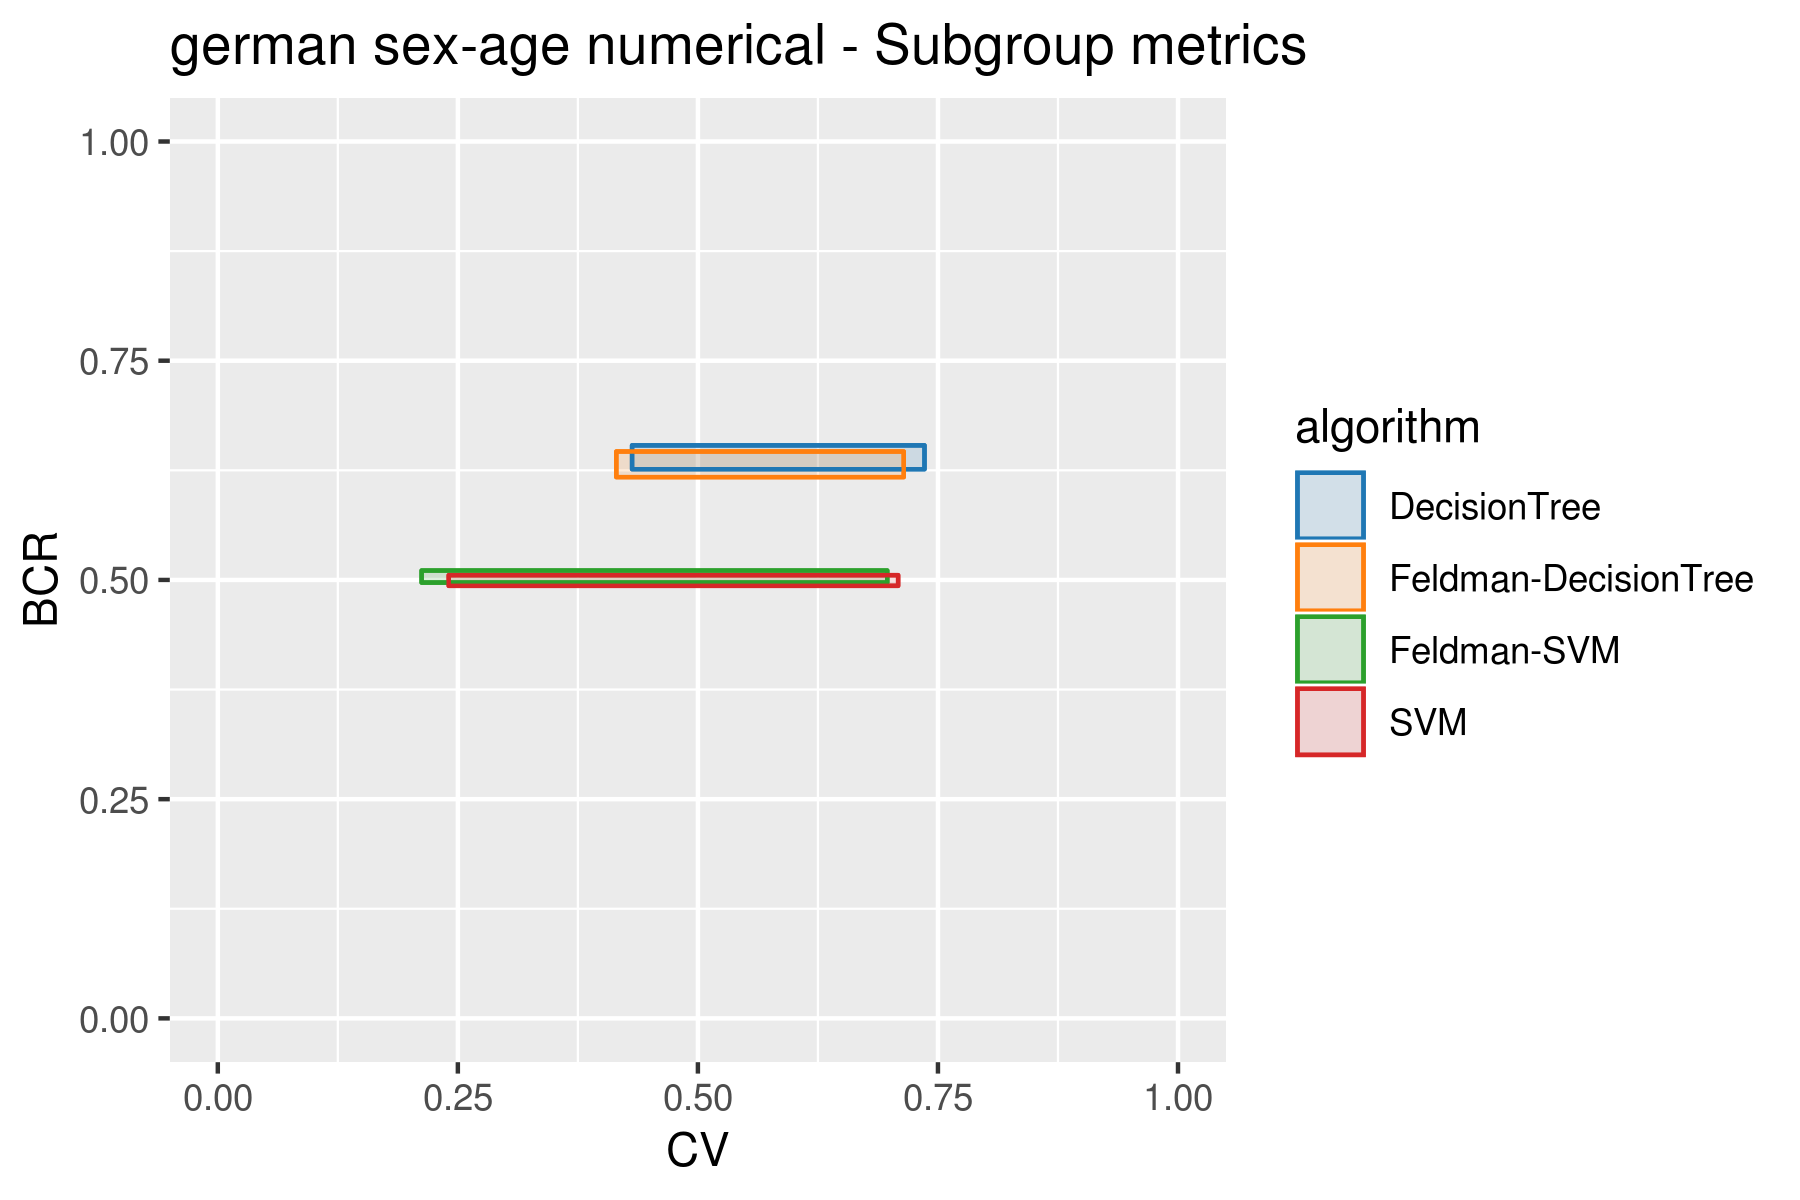 german sex-age numerical - Subgroup metrics
BCR
1.00
0.75
0.50
0.25
0.00
0.00 0.25 0.50 0.75 1.00
CV
algorithm
DecisionTree
Feldman-DecisionTree
Feldman-SVM
SVM